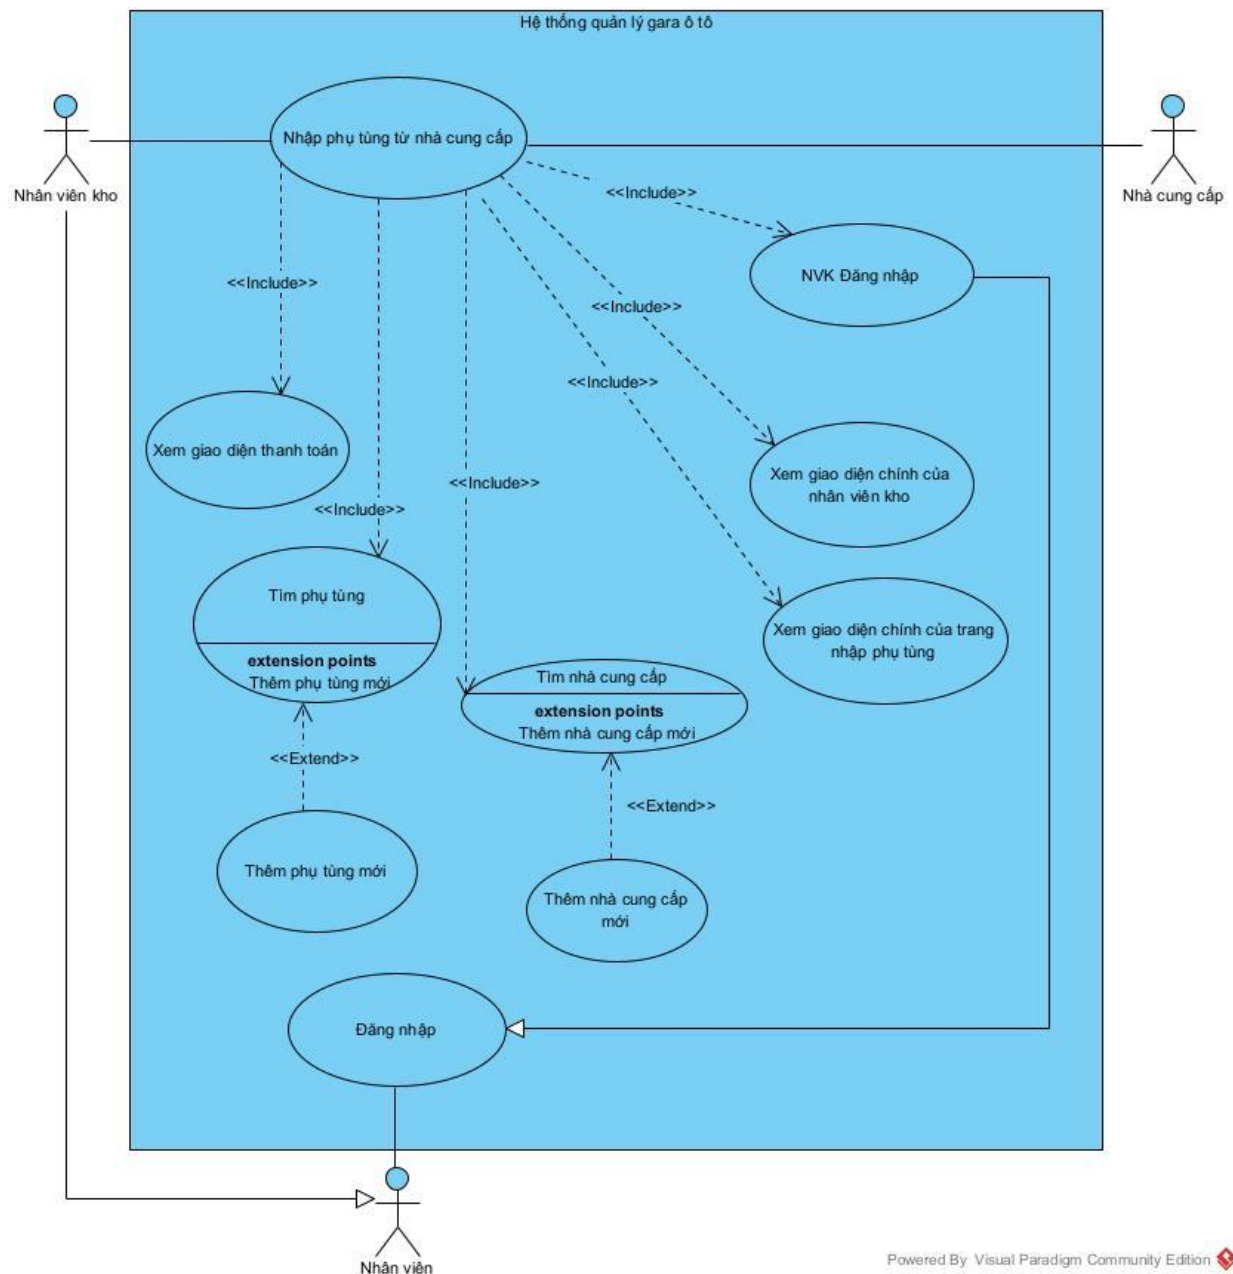 Hệ thống quản lý gara ô tô
Nhập phụ tùng từ nhà cung cấp
Nhân viên kho
Nhà cung cấp
<<Include>>
NVK Đăng nhập
<<Include>>
<<Include>>
<<Include>>
Xem giao diện thanh toán
Xem giao diện chính của
nhân viên kho
<<Include>>
<<Include>>
Tìm phụ tùng
extension points
Thêm phụ tùng mới
Xem giao diện chính của trang
nhập phụ tùng
Tìm nhà cung cấp
extension points
Thêm nhà cung cấp mới
<<Extend>>
<<Extend>>
Thêm phụ tùng mới
Thêm nhà cung cấp
mới
Đăng nhập
Nhân viên
Powered By Visual Paradigm Community Edition